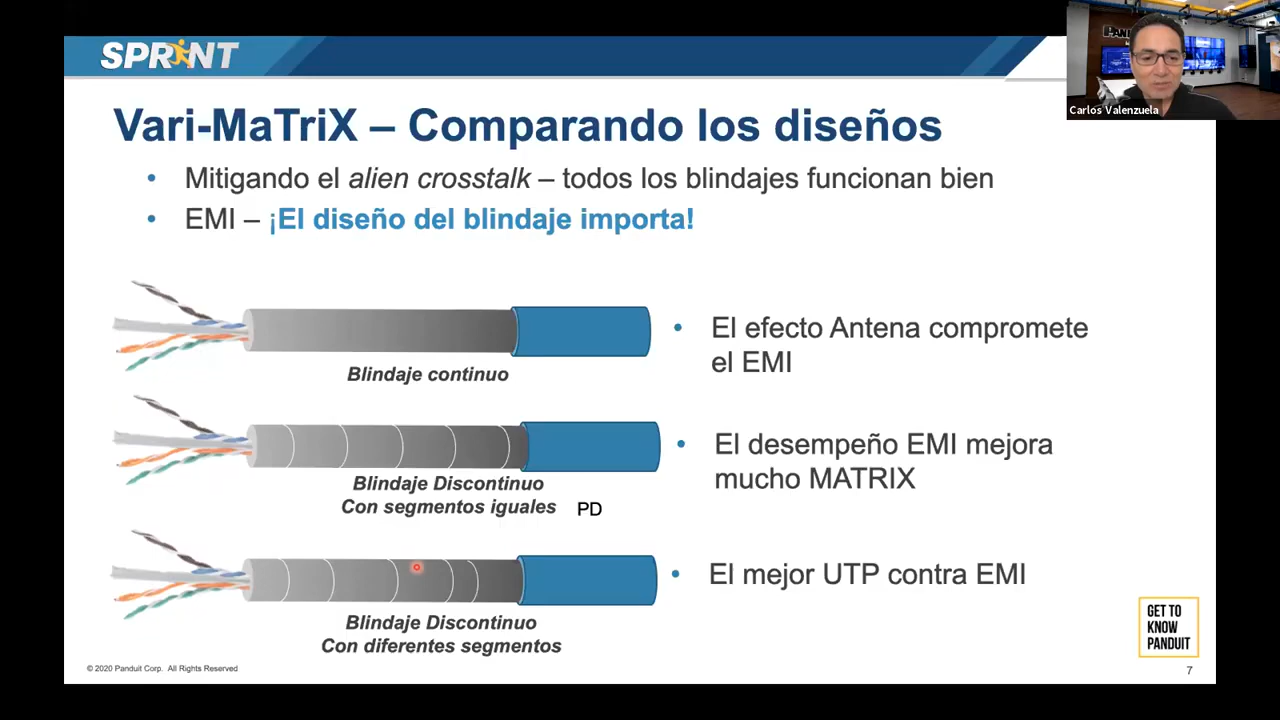 SPRINT
PAN
Carlos Valenzuela
Vari-MaTriX – Comparando los diseños
• Mitigando el alien crosstalk – todos los blindajes funcionan bien
• EMI – ¡El diseño del blindaje importa!
Blindaje continuo
• El efecto Antena compromete
el EMI
Blindaje Discontinuo
Con segmentos iguales
PD
• El desempeño EMI mejora
mucho MATRIX
Blindaje Discontinuo
Con diferentes segmentos
• El mejor UTP contra EMI
GET TO
KNOW
PANDUIT
© 2020 Panduit Corp. All Rights Reserved
7